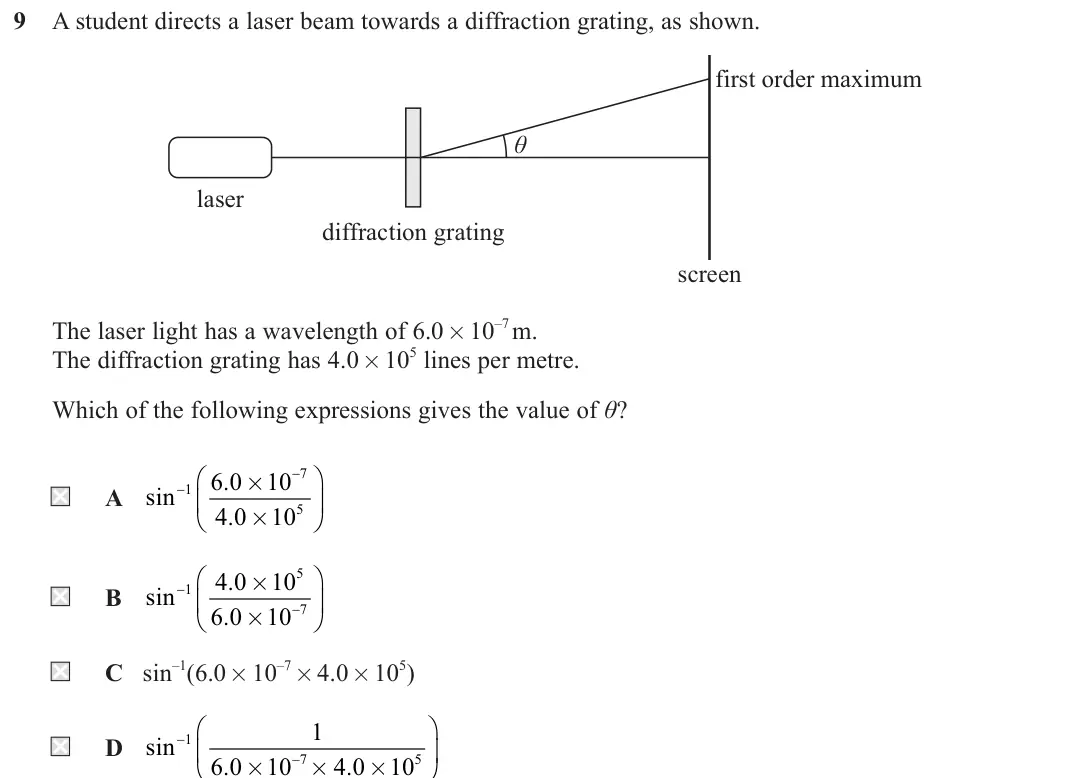 9 A student directs a laser beam towards a diffraction grating, as shown.
first order maximum
θ
laser
diffraction grating
screen
The laser light has a wavelength of 6.0 × 10⁻⁷ m.
The diffraction grating has 4.0 × 10⁵ lines per metre.
Which of the following expressions gives the value of θ?
A sin⁻¹(6.0 × 10⁻⁷ / 4.0 × 10⁵)
B sin⁻¹(4.0 × 10⁵ / 6.0 × 10⁻⁷)
C sin⁻¹(6.0 × 10⁻⁷ × 4.0 × 10⁵)
D sin⁻¹(1 / 6.0 × 10⁻⁷ × 4.0 × 10⁵)